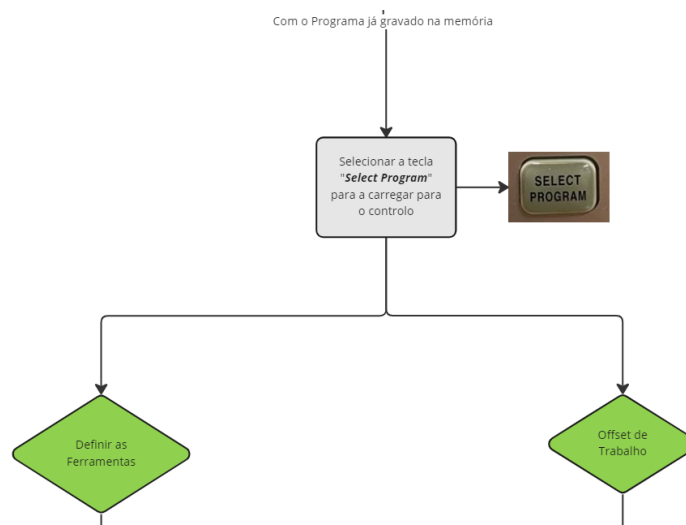 Com o Programa já gravado na memória
Selecionar a tecla
"Select Program"
para a carregar para
o controlo
SELECT
PROGRAM
Definir as
Ferramentas
Offset de
Trabalho